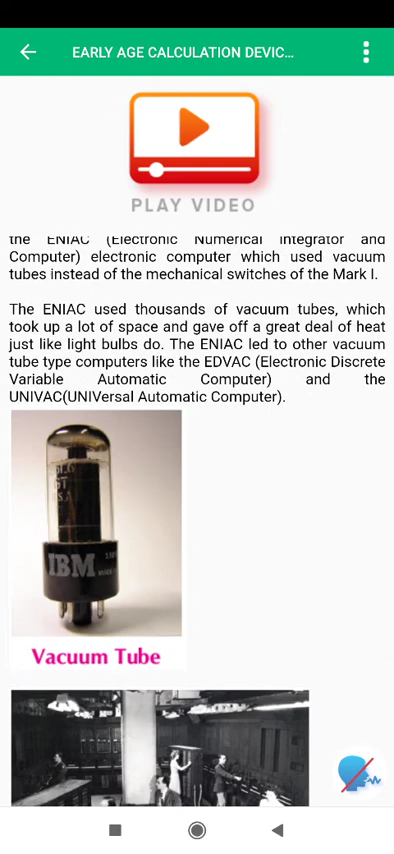 EARLY AGE CALCULATION DEVIC...
PLAY VIDEO
the ENIAC (Electronic Numerical Integrator and
Computer) electronic computer which used vacuum
tubes instead of the mechanical switches of the Mark I.
The ENIAC used thousands of vacuum tubes, which
took up a lot of space and gave off a great deal of heat
just like light bulbs do. The ENIAC led to other vacuum
tube type computers like the EDVAC (Electronic Discrete
Variable Automatic Computer) and the
UNIVAC(UNIVersal Automatic Computer).
GT
IBM
Vacuum Tube